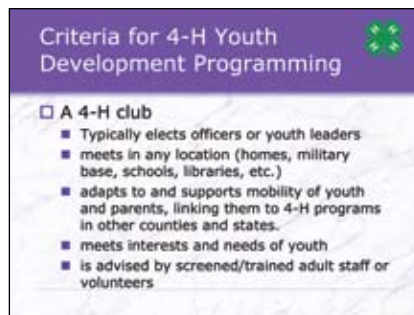 Criteria for 4-H Youth
Development Programming
A 4-H club
Typically elects officers or youth leaders
meets in any location (homes, military
base, schools, libraries, etc.)
adapts to and supports mobility of youth
and parents, linking them to 4-H programs
in other counties and states.
meets interests and needs of youth
is advised by screened/trained adult staff or
volunteers